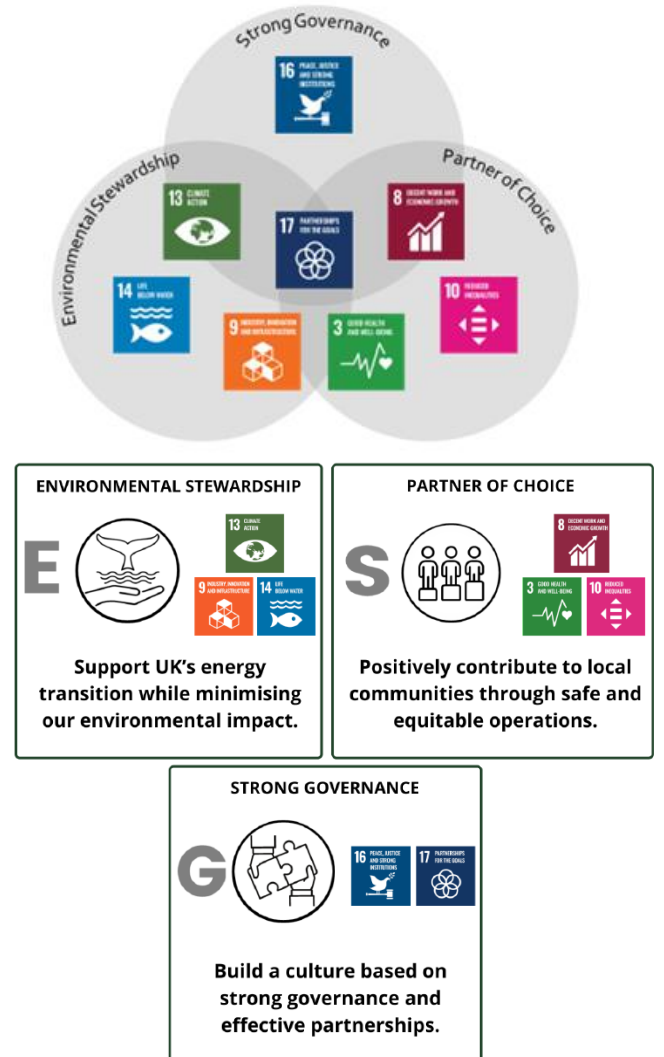 Strong Governance
16 PEACE, JUSTICE
AND STRONG
INSTITUTIONS
Environmental Stewardship
Partner of Choice
13 CLIMATE
ACTION
17 PARTNERSHIPS
FOR THE GOALS
8 DECENT WORK AND
ECONOMIC GROWTH
14 LIFE
BELOW WATER
10 REDUCED
INEQUALITIES
9 INDUSTRY, INNOVATION
AND INFRASTRUCTURE
3 GOOD HEALTH
AND WELL-BEING
ENVIRONMENTAL STEWARDSHIP
E
13 CLIMATE
ACTION
9 INDUSTRY, INNOVATION
AND INFRASTRUCTURE
14 LIFE
BELOW WATER
Support UK's energy
transition while minimising
our environmental impact.
PARTNER OF CHOICE
S
8 DECENT WORK AND
ECONOMIC GROWTH
3 GOOD HEALTH
AND WELL-BEING
10 REDUCED
INEQUALITIES
Positively contribute to local
communities through safe and
equitable operations.
STRONG GOVERNANCE
G
16 PEACE, JUSTICE
AND STRONG
INSTITUTIONS
17 PARTNERSHIPS
FOR THE GOALS
Build a culture based on
strong governance and
effective partnerships.